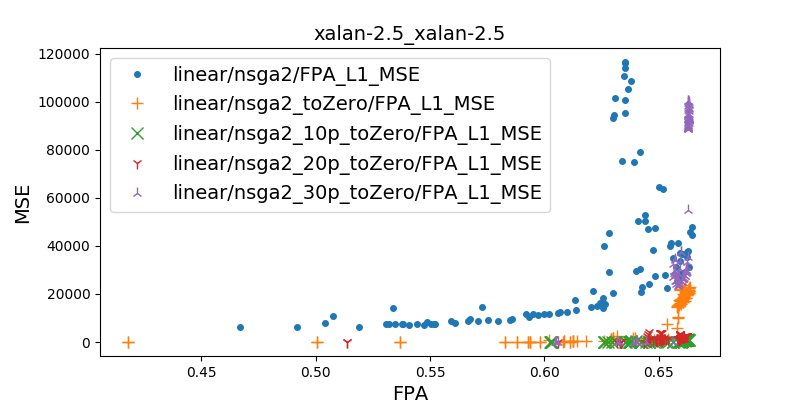 xalan-2.5_xalan-2.5
120000
100000
80000
60000
40000
20000
0
MSE
linear/nsga2/FPA_L1_MSE
linear/nsga2_toZero/FPA_L1_MSE
linear/nsga2_10p_toZero/FPA_L1_MSE
linear/nsga2_20p_toZero/FPA_L1_MSE
linear/nsga2_30p_toZero/FPA_L1_MSE
0.45 0.50 0.55 0.60 0.65
FPA